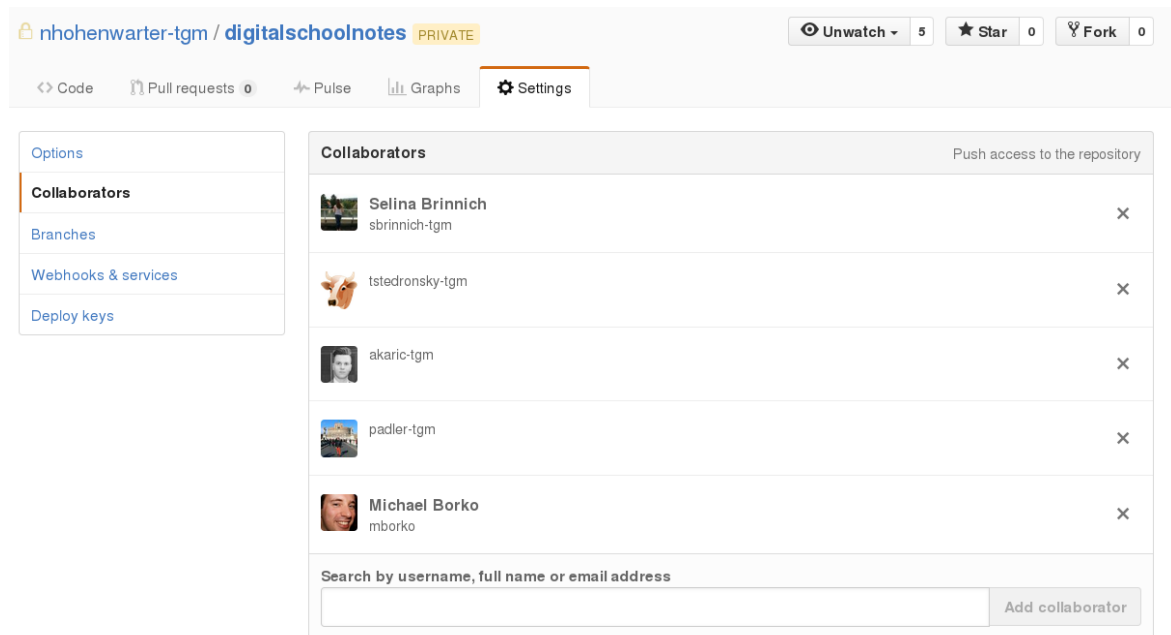 nhohenwarter-tgm / digitalschoolnotes PRIVATE Unwatch 5 Star 0 Fork 0
Code Pull requests 0 Pulse Graphs Settings
Options
Collaborators
Branches
Webhooks & services
Deploy keys
Collaborators Push access to the repository
Selina Brinnich
sbrinnich-tgm
tstedronsky-tgm
akaric-tgm
padler-tgm
Michael Borko
mborko
Search by username, full name or email address
Add collaborator